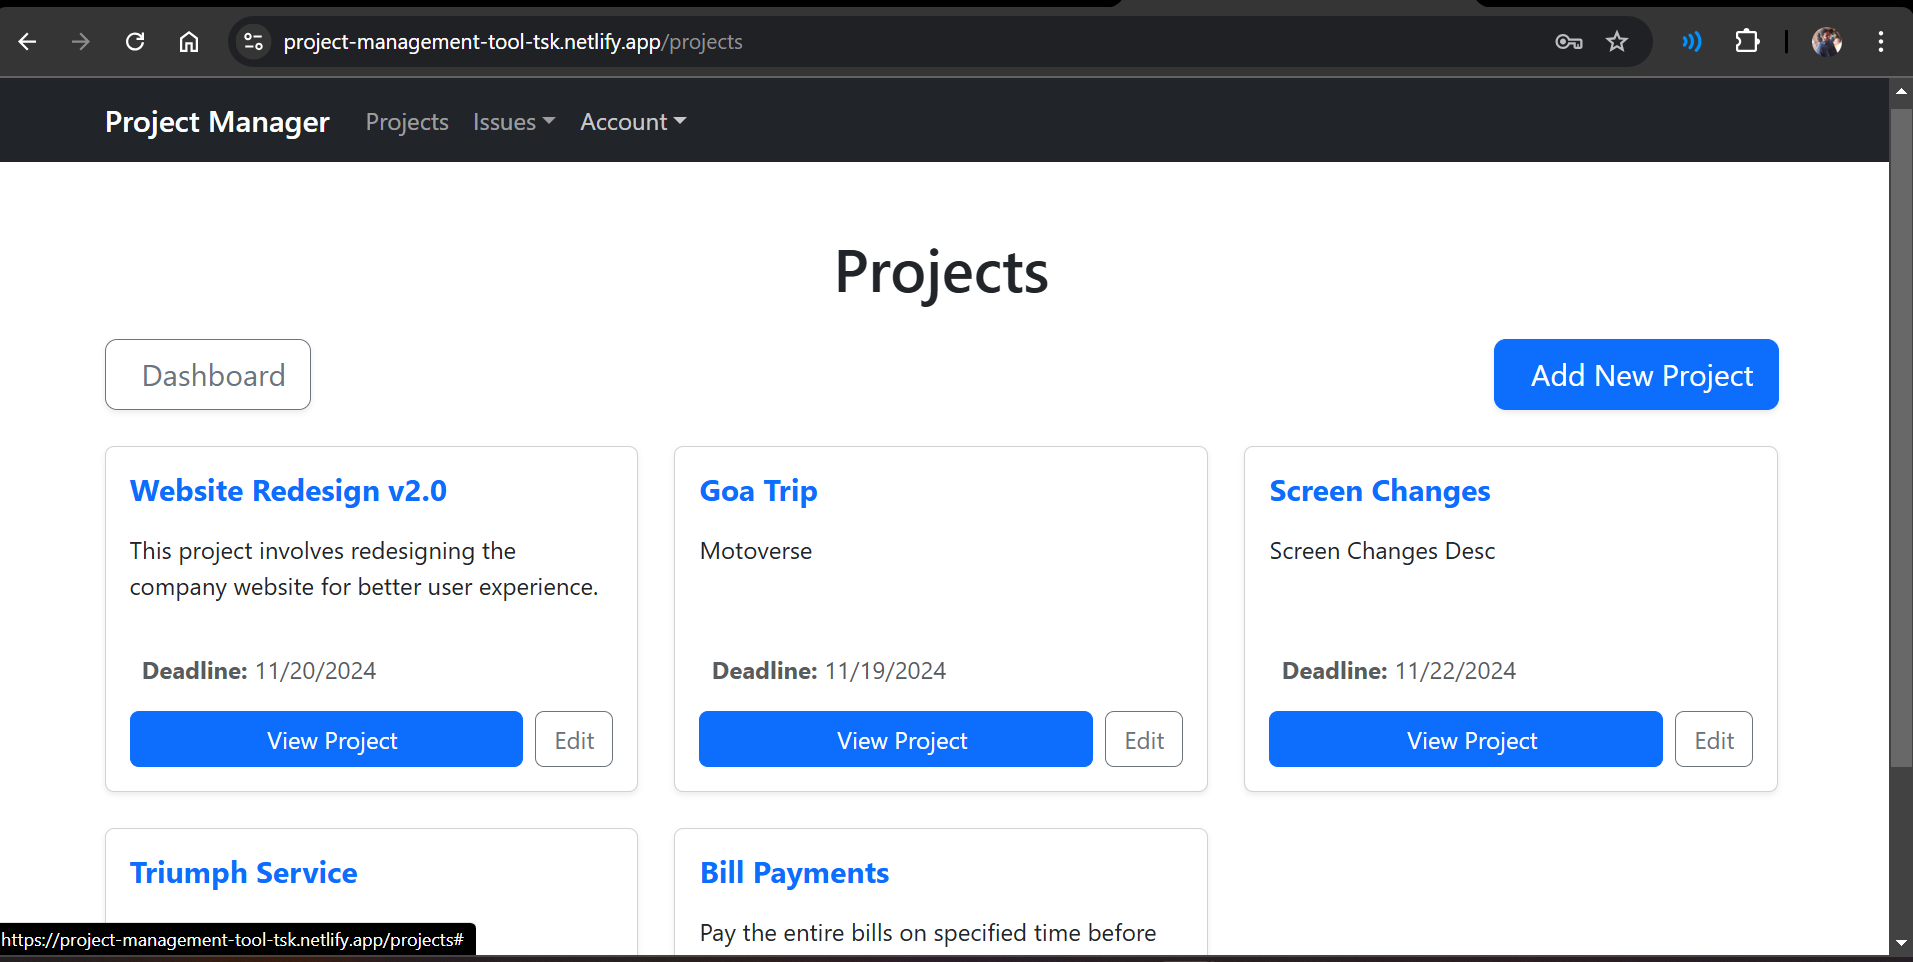 project-management-tool-tsk.netlify.app/projects
Project Manager Projects Issues Account
Projects
Dashboard Add New Project
Website Redesign v2.0
This project involves redesigning the
company website for better user experience.
Deadline: 11/20/2024
View Project Edit
Goa Trip
Motoverse
Deadline: 11/19/2024
View Project Edit
Screen Changes
Screen Changes Desc
Deadline: 11/22/2024
View Project Edit
Triumph Service
Bill Payments
Pay the entire bills on specified time before
https://project-management-tool-tsk.netlify.app/projects#